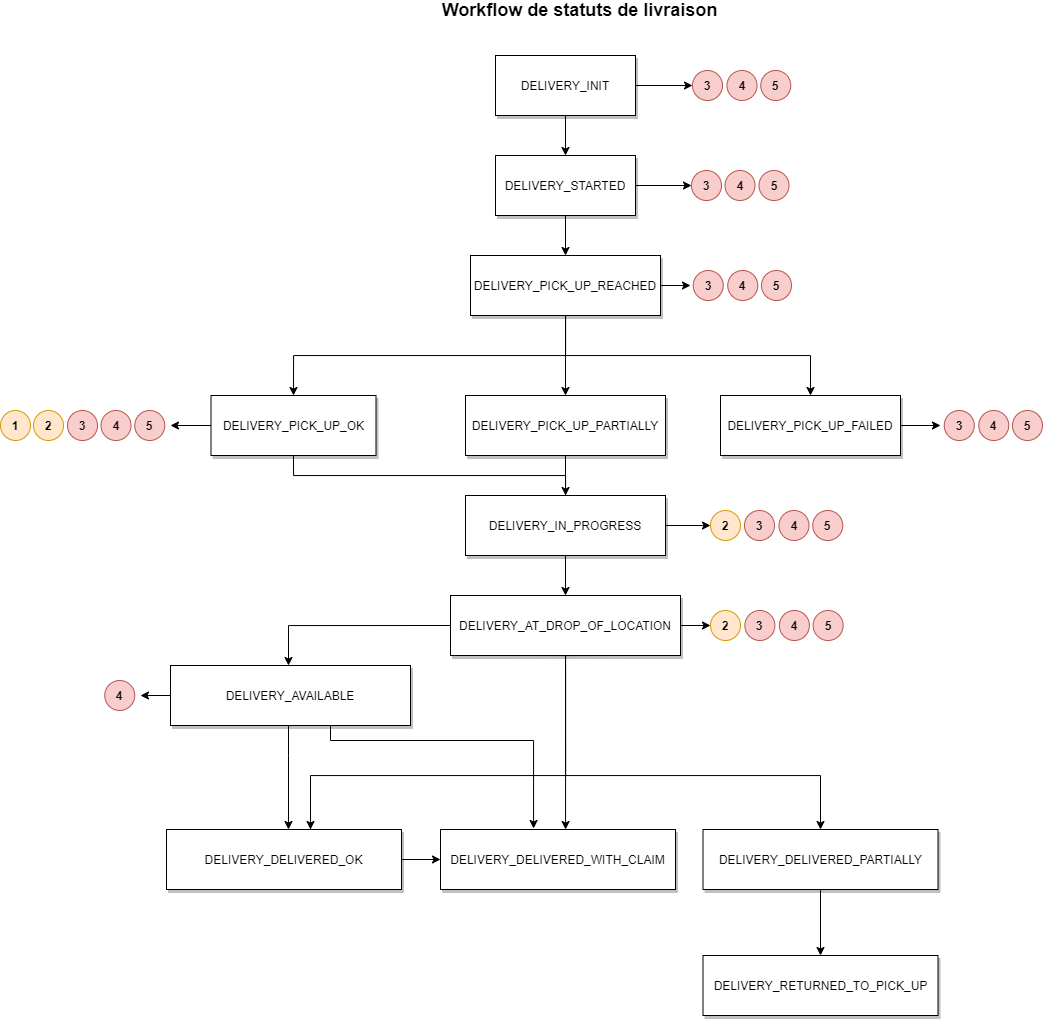 Workflow de statuts de livraison
DELIVERY_INIT
3 4 5
DELIVERY_STARTED
3 4 5
DELIVERY_PICK_UP_REACHED
3 4 5
1 2 3 4 5
DELIVERY_PICK_UP_OK
DELIVERY_PICK_UP_PARTIALLY
DELIVERY_PICK_UP_FAILED
3 4 5
DELIVERY_IN_PROGRESS
2 3 4 5
DELIVERY_AT_DROP_OF_LOCATION
2 3 4 5
4
DELIVERY_AVAILABLE
DELIVERY_DELIVERED_OK
DELIVERY_DELIVERED_WITH_CLAIM
DELIVERY_DELIVERED_PARTIALLY
DELIVERY_RETURNED_TO_PICK_UP